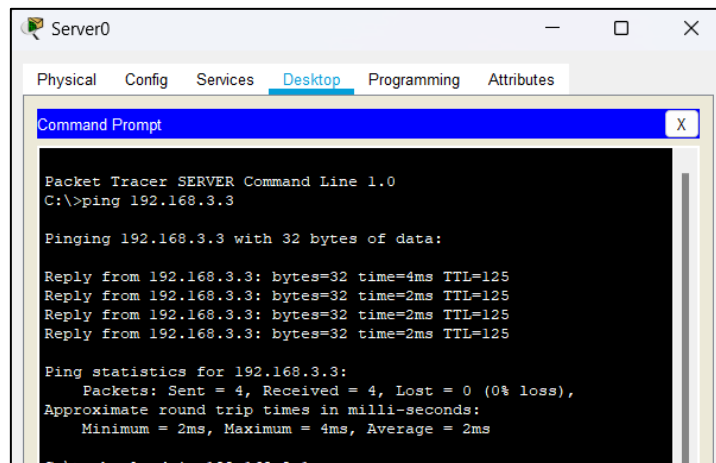 Server0
Physical Config Services Desktop Programming Attributes
Command Prompt
X
Packet Tracer SERVER Command Line 1.0
C:\>ping 192.168.3.3
Pinging 192.168.3.3 with 32 bytes of data:
Reply from 192.168.3.3: bytes=32 time=4ms TTL=125
Reply from 192.168.3.3: bytes=32 time=2ms TTL=125
Reply from 192.168.3.3: bytes=32 time=2ms TTL=125
Reply from 192.168.3.3: bytes=32 time=2ms TTL=125
Ping statistics for 192.168.3.3:
Packets: Sent = 4, Received = 4, Lost = 0 (0% loss),
Approximate round trip times in milli-seconds:
Minimum = 2ms, Maximum = 4ms, Average = 2ms